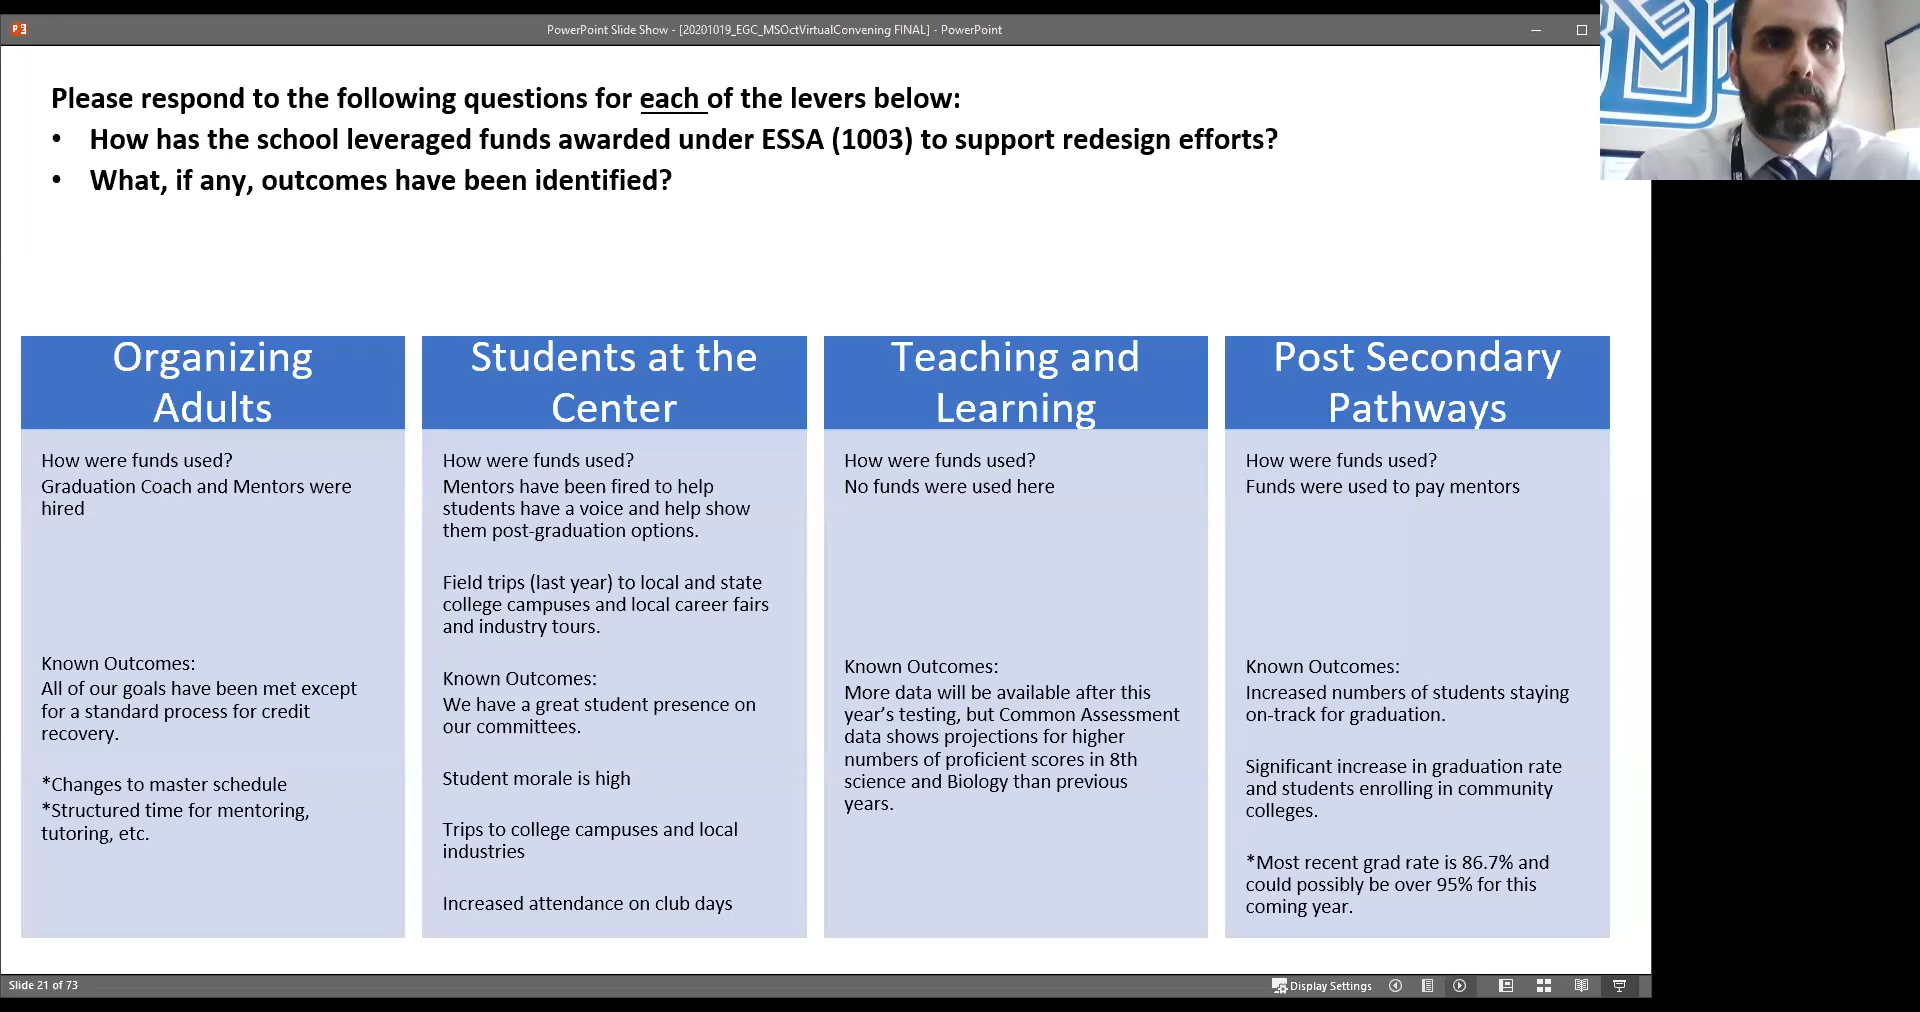 PowerPoint Slide Show - [20201019_EGC_MSOctVirtualConvening FINAL] - PowerPoint
Please respond to the following questions for each of the levers below:
• How has the school leveraged funds awarded under ESSA (1003) to support redesign efforts?
• What, if any, outcomes have been identified?
Organizing
Adults
How were funds used?
Graduation Coach and Mentors were
hired
Known Outcomes:
All of our goals have been met except
for a standard process for credit
recovery.
*Changes to master schedule
*Structured time for mentoring,
tutoring, etc.
Students at the
Center
How were funds used?
Mentors have been fired to help
students have a voice and help show
them post-graduation options.
Field trips (last year) to local and state
college campuses and local career fairs
and industry tours.
Known Outcomes:
We have a great student presence on
our committees.
Student morale is high
Trips to college campuses and local
industries
Increased attendance on club days
Teaching and
Learning
How were funds used?
No funds were used here
Known Outcomes:
More data will be available after this
year’s testing, but Common Assessment
data shows projections for higher
numbers of proficient scores in 8th
science and Biology than previous
years.
Post Secondary
Pathways
How were funds used?
Funds were used to pay mentors
Known Outcomes:
Increased numbers of students staying
on-track for graduation.
Significant increase in graduation rate
and students enrolling in community
colleges.
*Most recent grad rate is 86.7% and
could possibly be over 95% for this
coming year.
Slide 21 of 73
Display Settings